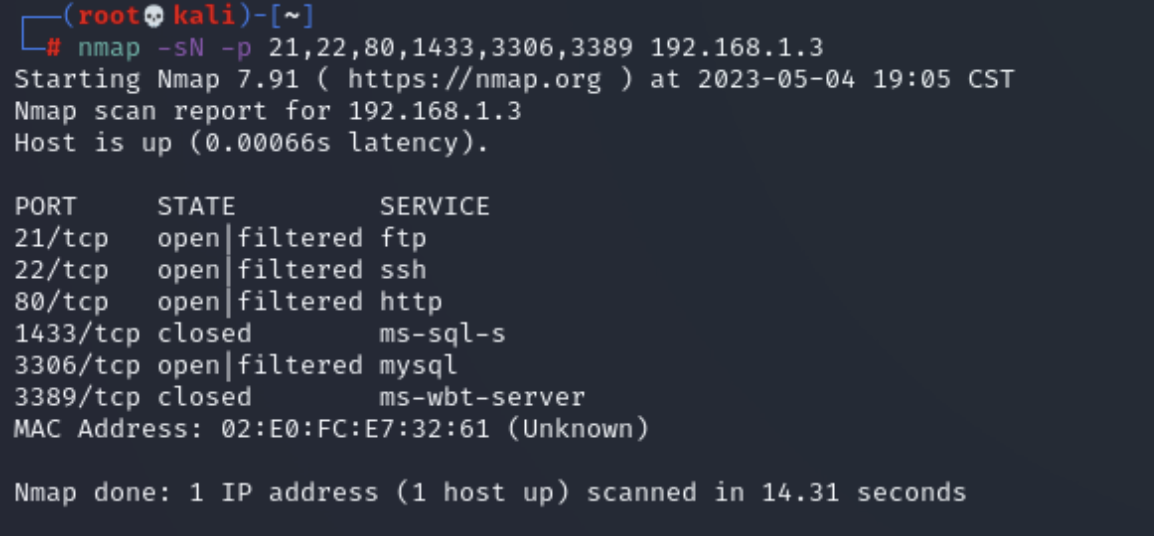 ┌──(root💀kali)-[~]
└─# nmap -sN -p 21,22,80,1433,3306,3389 192.168.1.3
Starting Nmap 7.91 ( https://nmap.org ) at 2023-05-04 19:05 CST
Nmap scan report for 192.168.1.3
Host is up (0.00066s latency).

PORT     STATE         SERVICE
21/tcp   open|filtered ftp
22/tcp   open|filtered ssh
80/tcp   open|filtered http
1433/tcp closed        ms-sql-s
3306/tcp open|filtered mysql
3389/tcp closed        ms-wbt-server
MAC Address: 02:E0:FC:E7:32:61 (Unknown)

Nmap done: 1 IP address (1 host up) scanned in 14.31 seconds